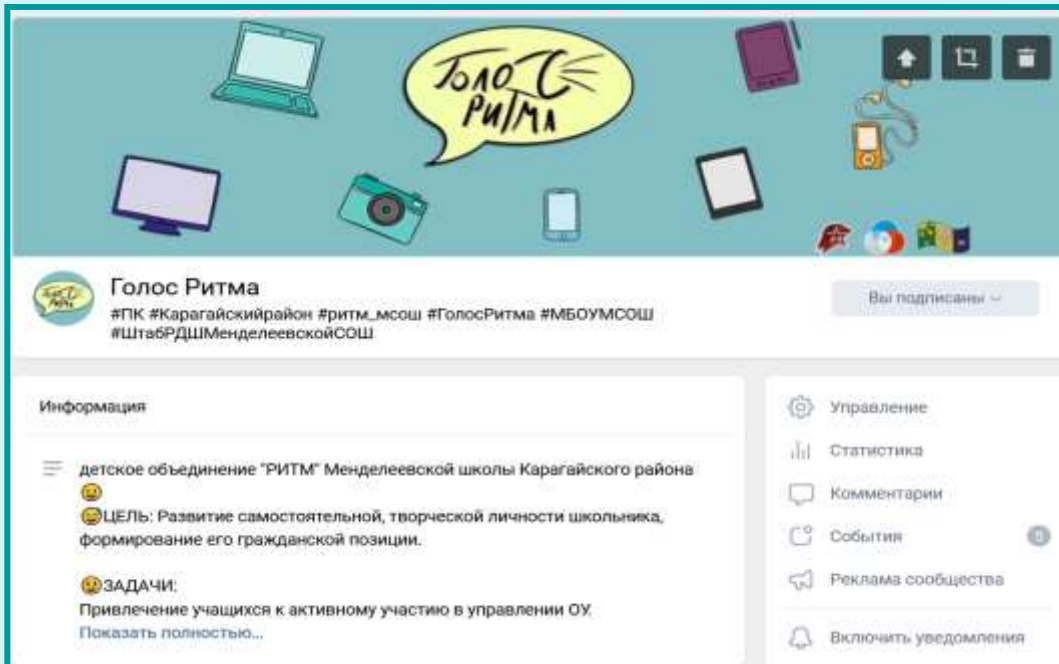 ГОЛОС
РИТМА
Голос Ритма
#ПК #Карагайскийрайон #ритм_мсош #ГолосРитма #МБОУМСОШ
#ШтабРДШМенделеевскойСОШ
Вы подписаны
Информация
детское объединение "РИТМ" Менделеевской школы Карагайского района
ЦЕЛЬ: Развитие самостоятельной, творческой личности школьника,
формирование его гражданской позиции.
ЗАДАЧИ:
Привлечение учащихся к активному участию в управлении ОУ.
Показать полностью...
Управление
Статистика
Комментарии
События
Реклама сообщества
Включить уведомления